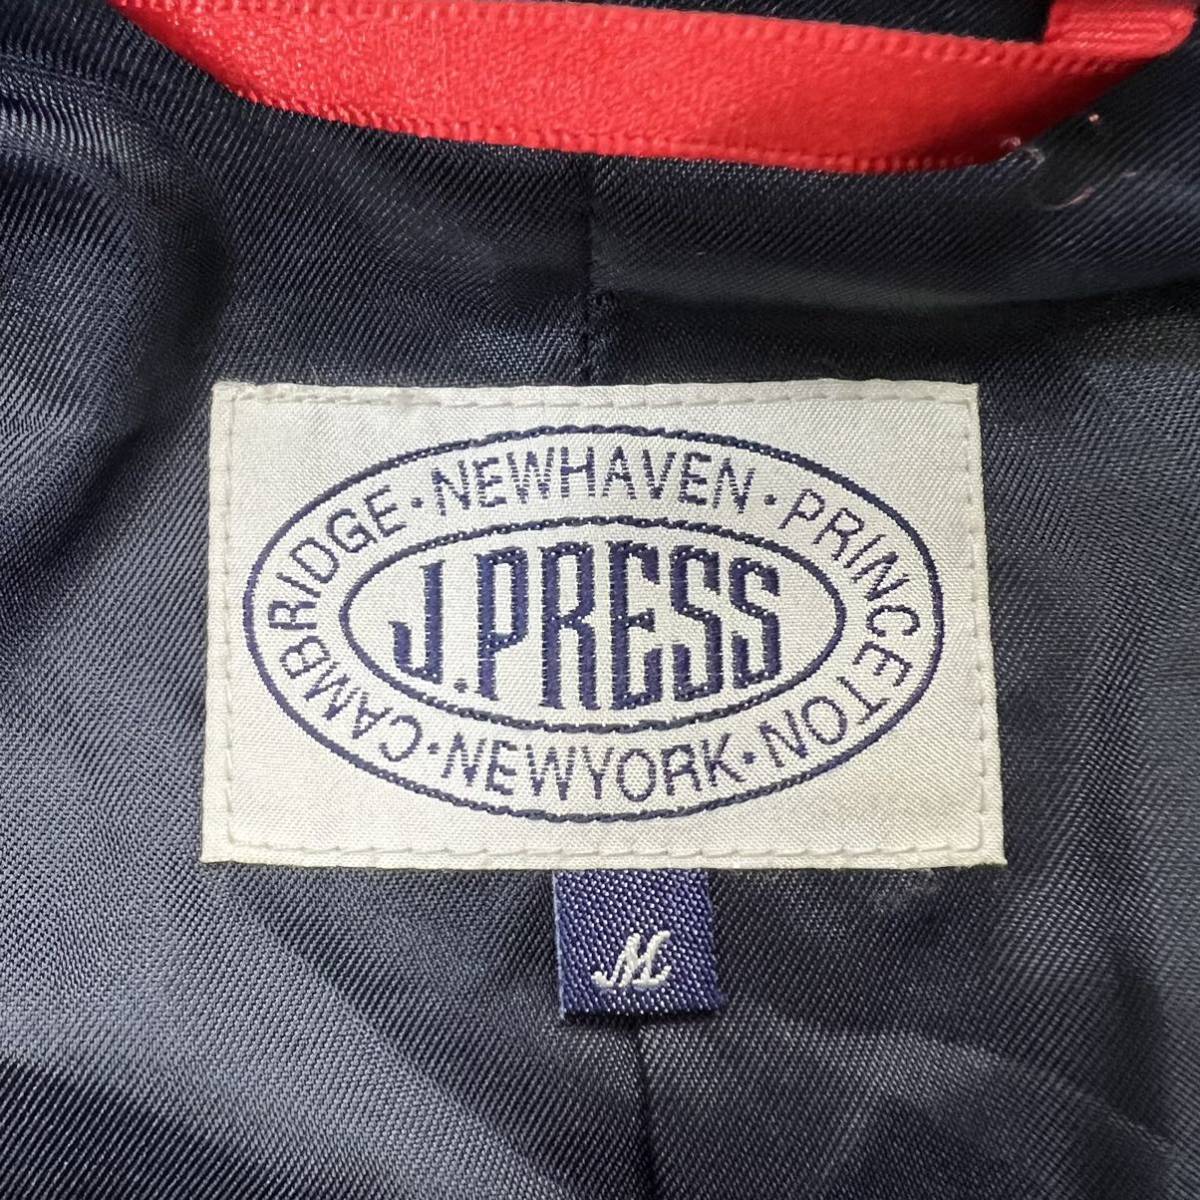 CAMBRIDGE · NEWHAVEN · PRINCETON · NEWYORK ·
J.PRESS
M